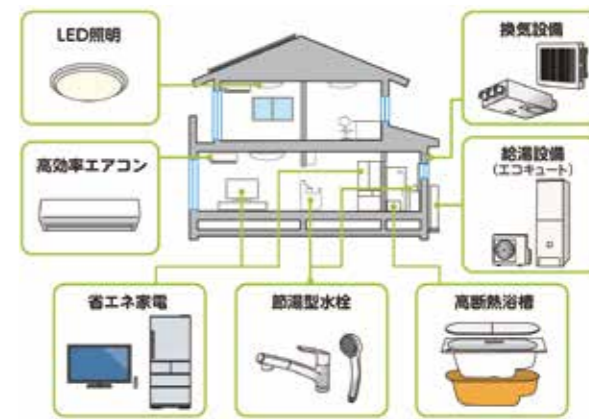 LED照明
換気設備
高効率エアコン
給湯設備
(エコキュート)
省エネ家電
節湯型水栓
高断熱浴槽